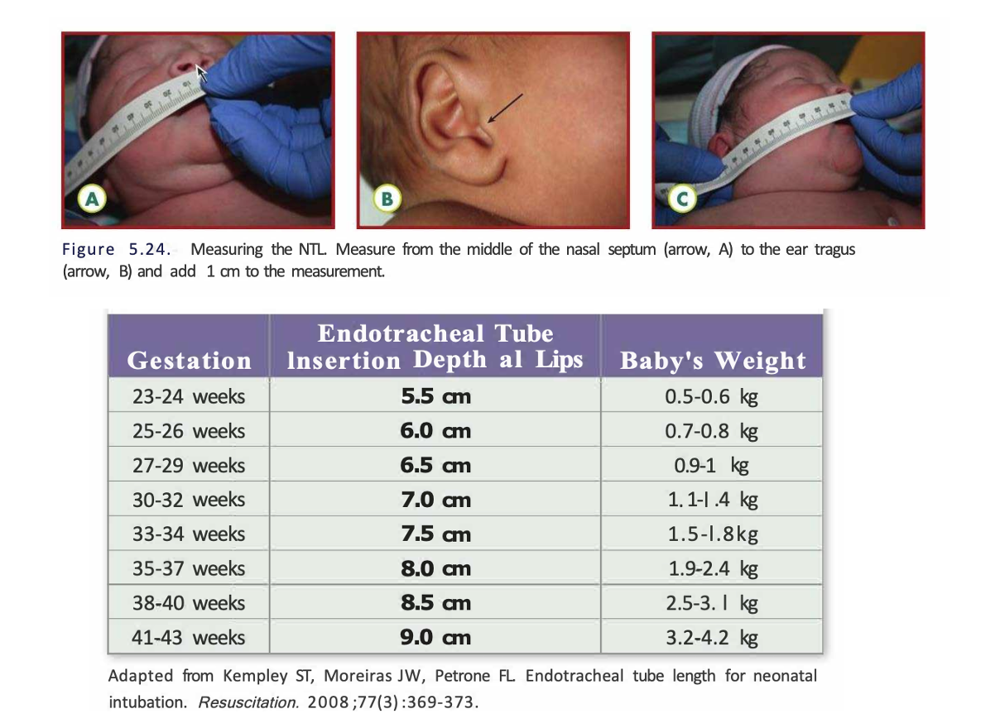 A
B
C
Figure 5.24. Measuring the NTL. Measure from the middle of the nasal septum (arrow, A) to the ear tragus
(arrow, B) and add 1 cm to the measurement.
Gestation Endotracheal Tube lnsertion Depth al Lips Baby's Weight
23-24 weeks 5.5 cm 0.5-0.6 kg
25-26 weeks 6.0 cm 0.7-0.8 kg
27-29 weeks 6.5 cm 0.9-1 kg
30-32 weeks 7.0 cm 1.1-l.4 kg
33-34 weeks 7.5 cm 1.5-l.8kg
35-37 weeks 8.0 cm 1.9-2.4 kg
38-40 weeks 8.5 cm 2.5-3.l kg
41-43 weeks 9.0 cm 3.2-4.2 kg
Adapted from Kempley ST, Moreiras JW, Petrone FL. Endotracheal tube length for neonatal
intubation. Resuscitation. 2008;77(3):369-373.